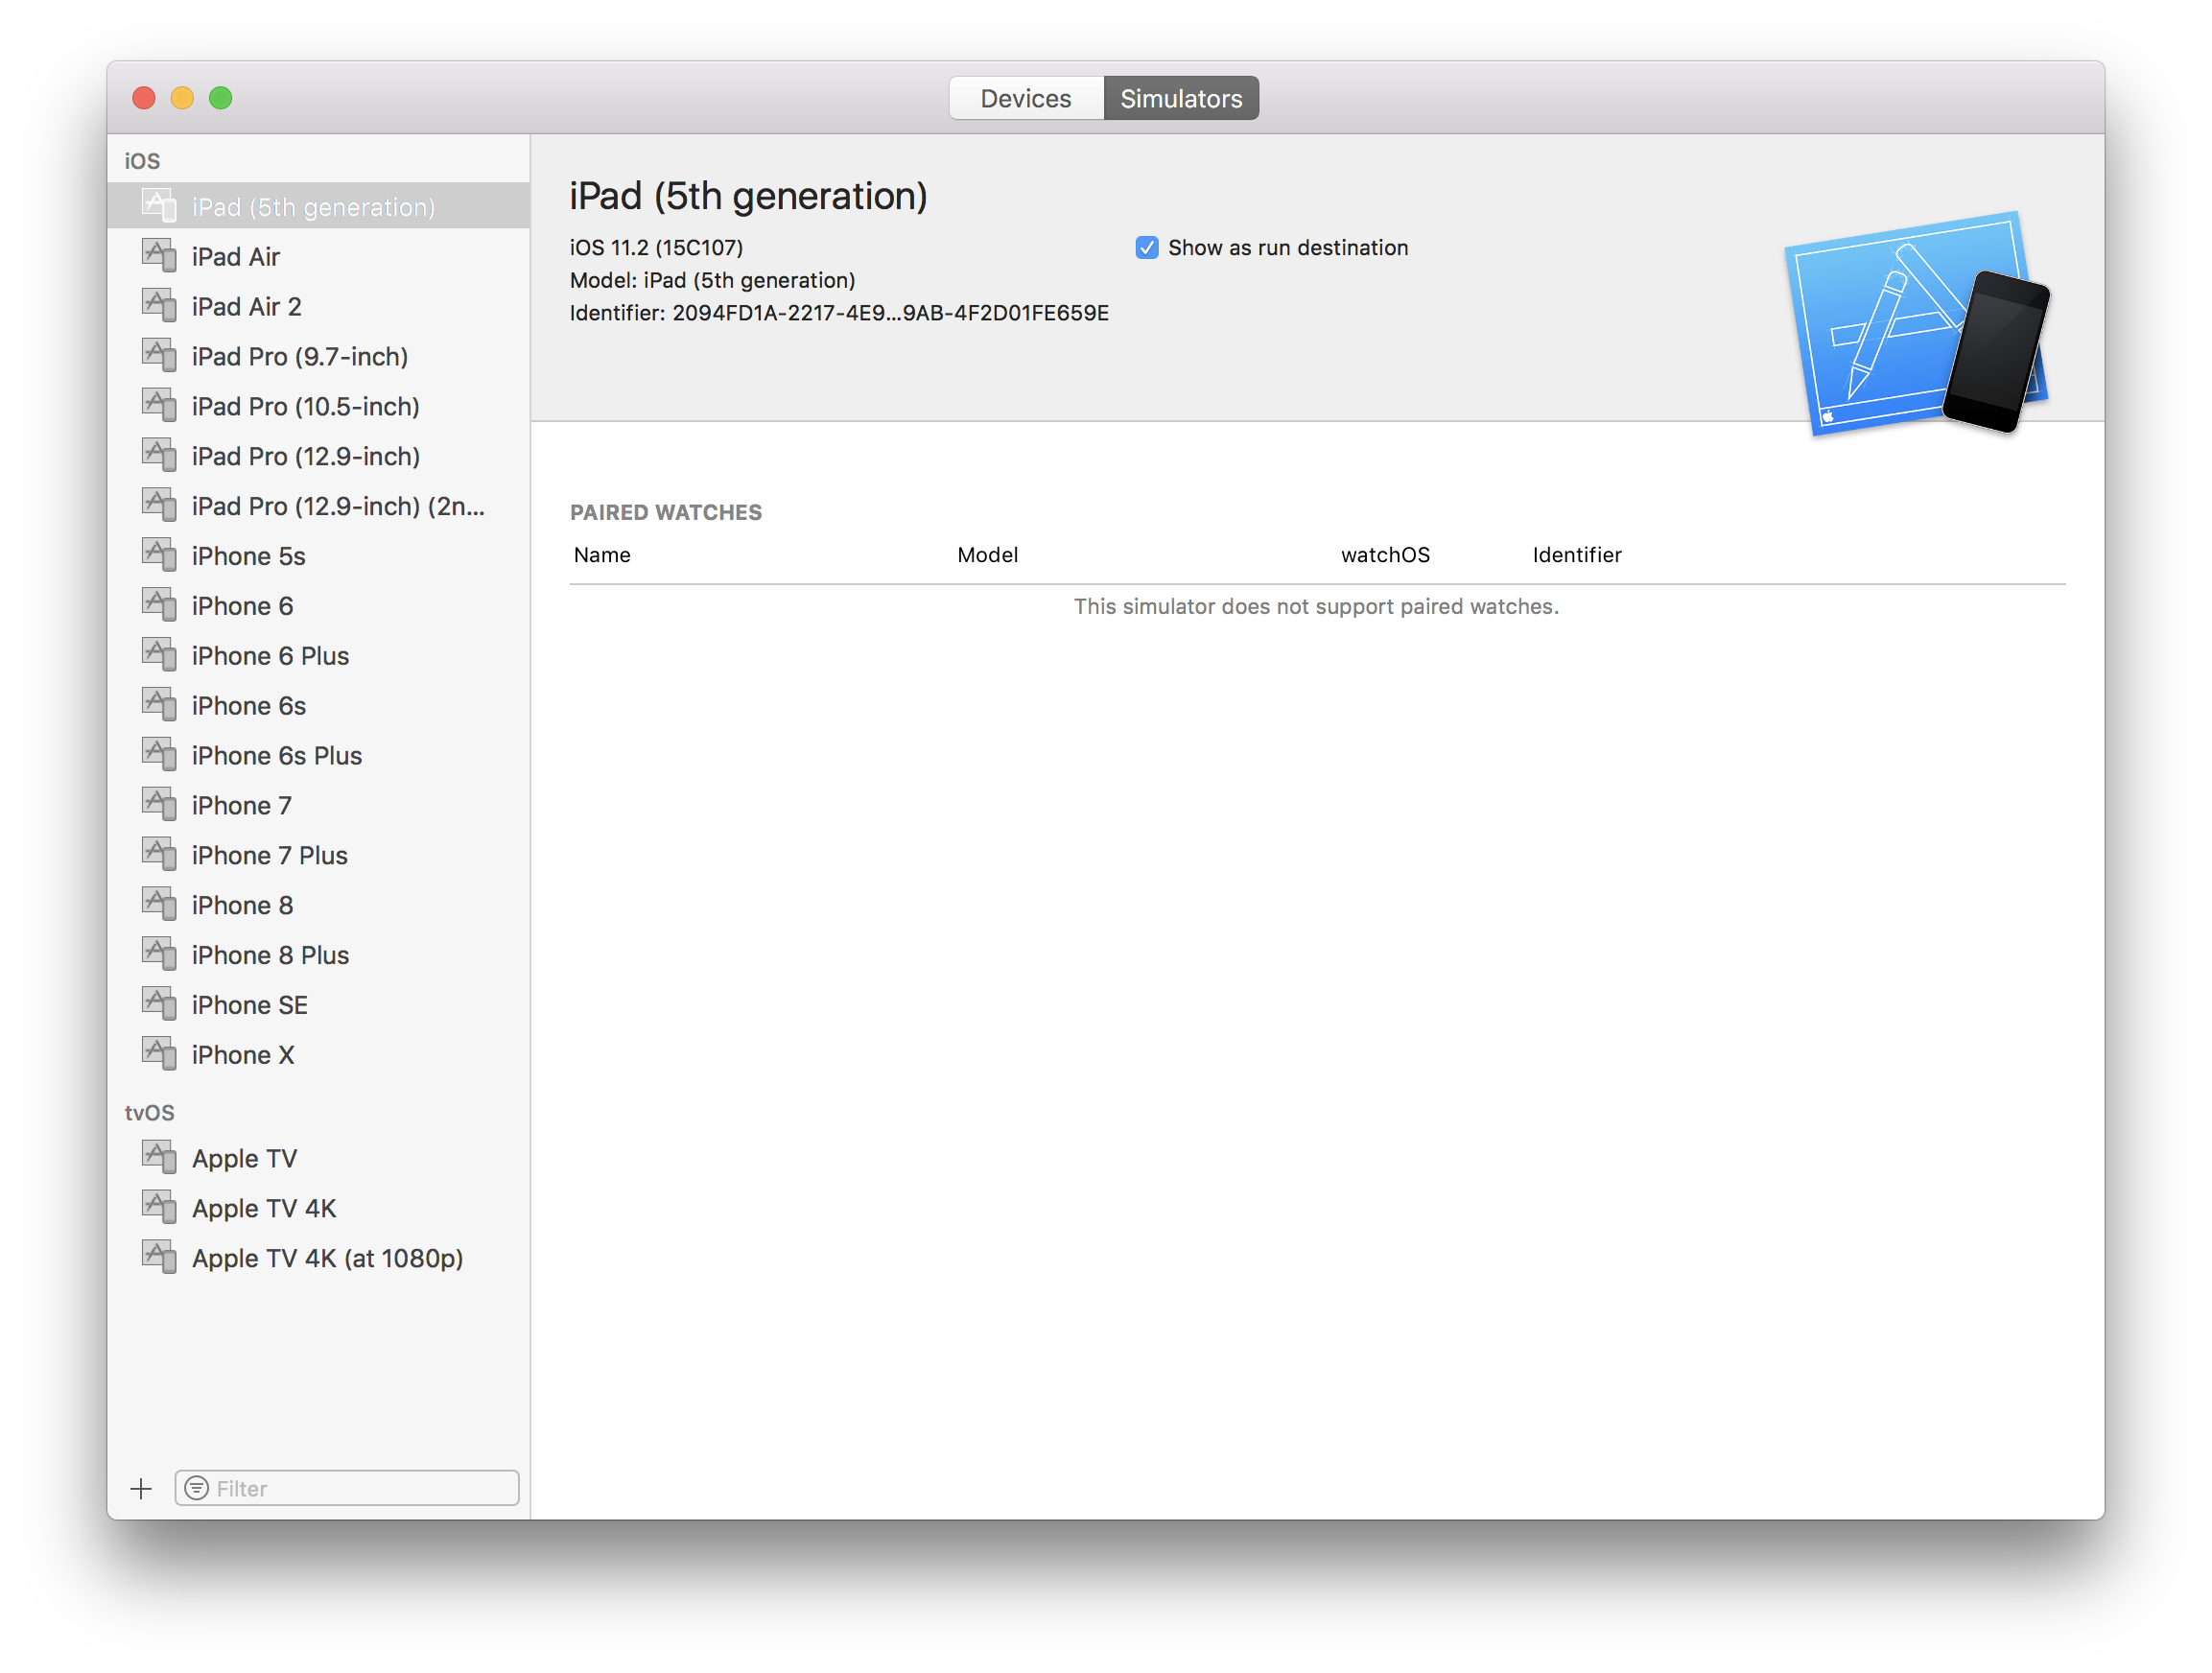 Devices Simulators
iOS
iPad (5th generation)
iPad Air
iPad Air 2
iPad Pro (9.7-inch)
iPad Pro (10.5-inch)
iPad Pro (12.9-inch)
iPad Pro (12.9-inch) (2n...
iPhone 5s
iPhone 6
iPhone 6 Plus
iPhone 6s
iPhone 6s Plus
iPhone 7
iPhone 7 Plus
iPhone 8
iPhone 8 Plus
iPhone SE
iPhone X
tvOS
Apple TV
Apple TV 4K
Apple TV 4K (at 1080p)
Filter
iPad (5th generation)
iOS 11.2 (15C107)
Model: iPad (5th generation)
Identifier: 2094FD1A-2217-4E9...9AB-4F2D01FE659E
Show as run destination
PAIRED WATCHES
Name Model watchOS Identifier
This simulator does not support paired watches.